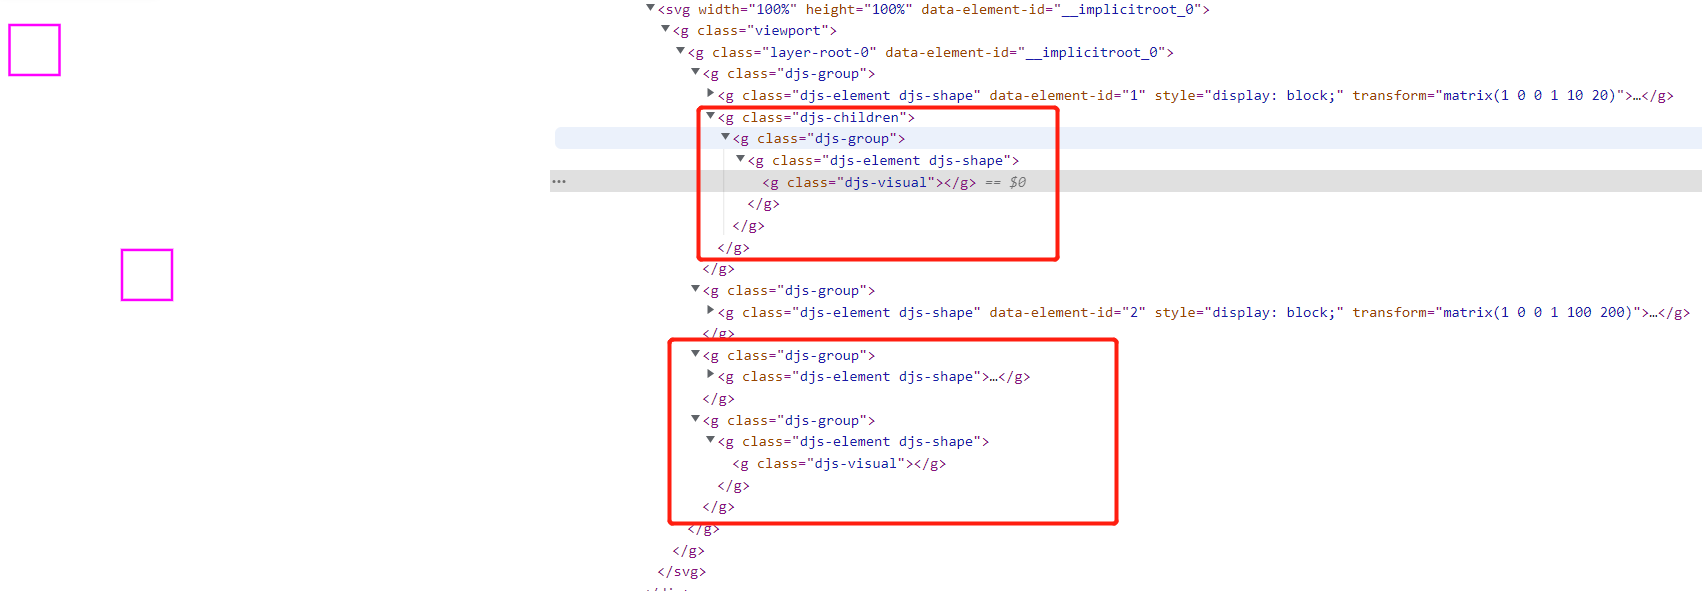 <svg width="100%" height="100%" data-element-id="__implicitroot_0">
<g class="viewport">
<g class="layer-root-0" data-element-id="__implicitroot_0">
<g class="djs-group">
<g class="djs-element djs-shape" data-element-id="1" style="display: block;" transform="matrix(1 0 0 1 10 20)">…</g>
<g class="djs-children">
<g class="djs-group">
<g class="djs-element djs-shape">
<g class="djs-visual"></g> == $0
</g>
</g>
</g>
</g>
<g class="djs-group">
<g class="djs-element djs-shape" data-element-id="2" style="display: block;" transform="matrix(1 0 0 1 100 200)">…</g>
</g>
<g class="djs-group">
<g class="djs-element djs-shape">…</g>
</g>
<g class="djs-group">
<g class="djs-element djs-shape">
<g class="djs-visual"></g>
</g>
</g>
</g>
</g>
</svg>